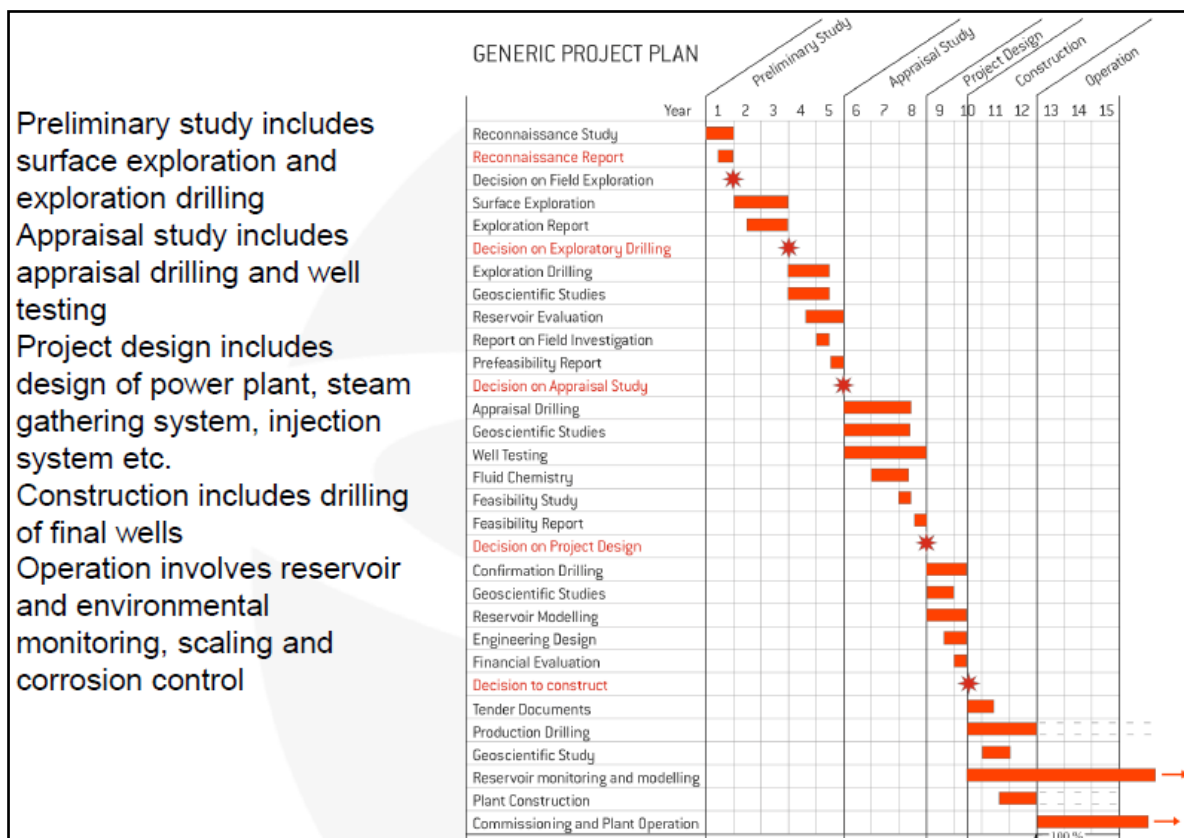 Preliminary study includes
surface exploration and
exploration drilling
Appraisal study includes
appraisal drilling and well
testing
Project design includes
design of power plant, steam
gathering system, injection
system etc.
Construction includes drilling
of final wells
Operation involves reservoir
and environmental
monitoring, scaling and
corrosion control
GENERIC PROJECT PLAN
Preliminary Study
Appraisal Study
Project Design
Construction
Operation
Year 1 2 3 4 5 6 7 8 9 10 11 12 13 14 15
Reconnaissance Study
Reconnaissance Report
Decision on Field Exploration
Surface Exploration
Exploration Report
Decision on Exploratory Drilling
Exploration Drilling
Geoscientific Studies
Reservoir Evaluation
Report on Field Investigation
Prefeasibility Report
Decision on Appraisal Study
Appraisal Drilling
Geoscientific Studies
Well Testing
Fluid Chemistry
Feasibility Study
Feasibility Report
Decision on Project Design
Confirmation Drilling
Geoscientific Studies
Reservoir Modelling
Engineering Design
Financial Evaluation
Decision to construct
Tender Documents
Production Drilling
Geoscientific Study
Reservoir monitoring and modelling
Plant Construction
Commissioning and Plant Operation
100 %